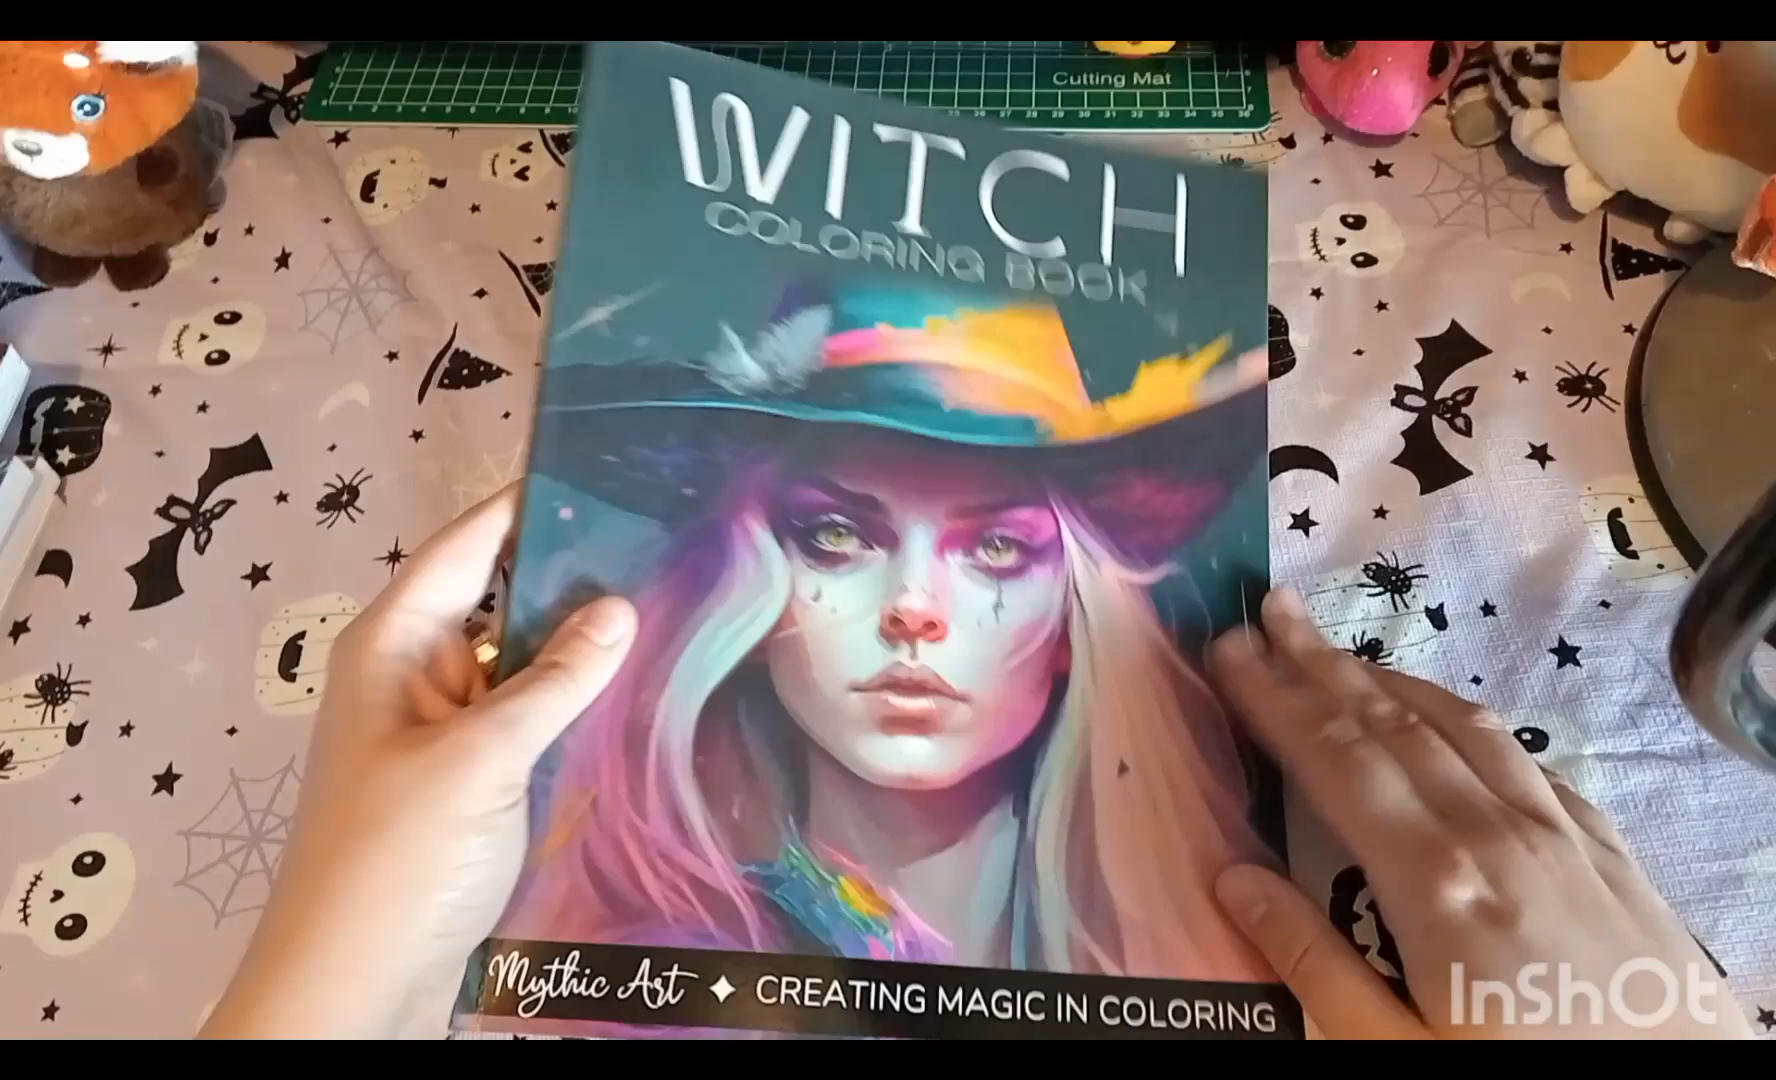 Cutting Mat
WITCH
COLORING BOOK
Mythic Art ✦ CREATING MAGIC IN COLORING
InShOt